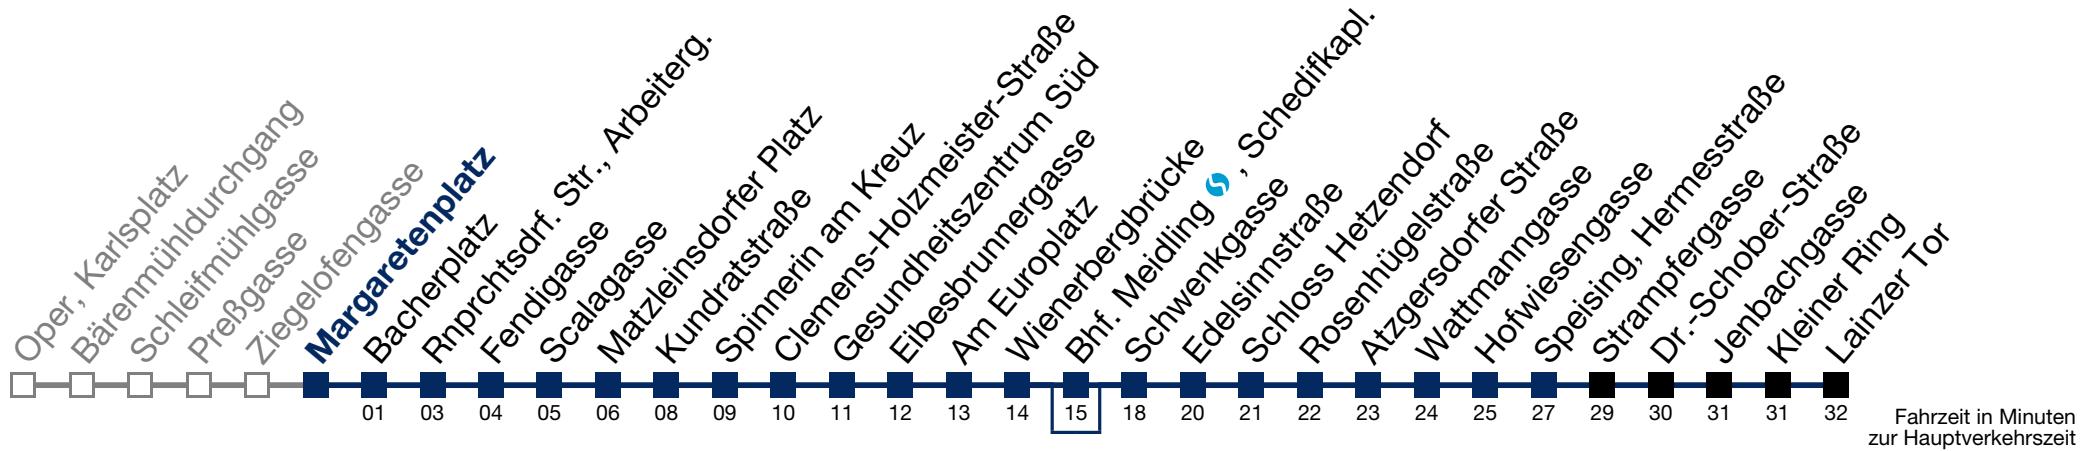 Oper, Karlsplatz
Bärenmühldurchgang
Schleifmühlgasse
Preßgasse
Ziegelofengasse
Margaretenplatz
Bacherplatz
Rnprchtsdrf. Str., Arbeiterg.
Fendigasse
Scalagasse
Matzleinsdorfer Platz
Kundratstraße
Spinnerin am Kreuz
Clemens-Holzmeister-Straße
Gesundheitszentrum Süd
Eibesbrunnergasse
Am Europlatz
Wienerbergbrücke
Bhf. Meidling , Schedifkapl.
Schwenkgasse
Edelsinnstraße
Schloss Hetzendorf
Rosenhügelstraße
Atzgersdorfer Straße
Wattmanngasse
Hofwiesengasse
Speising, Hermesstraße
Strampfergasse
Dr.-Schober-Straße
Jenbachgasse
Kleiner Ring
Lainzer Tor
01 03 04 05 06 08 09 10 11 12 13 14 15 18 20 21 22 23 24 25 27 29 30 31 31 32
Fahrzeit in Minuten
zur Hauptverkehrszeit